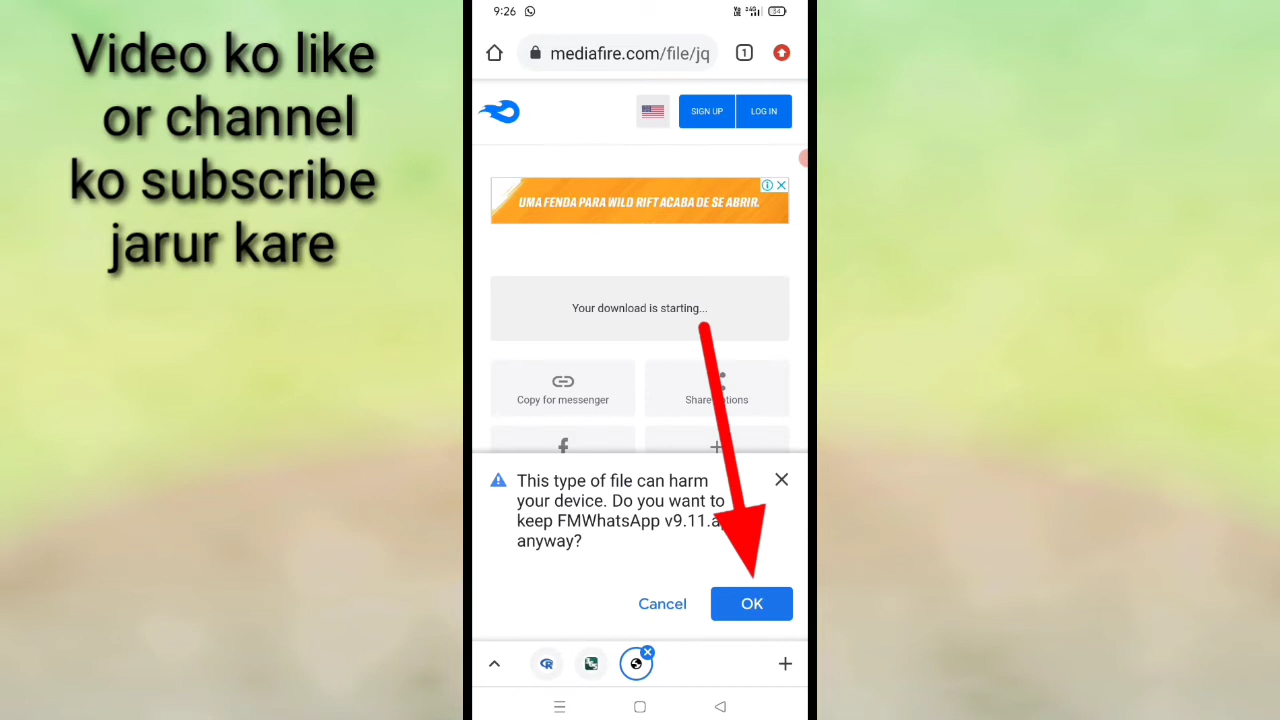 Video ko like
or channel
ko subscribe
jarur kare
9:26
34
mediafire.com/file/jq
1
SIGN UP
LOG IN
UMA FENDA PARA WILD RIFT ACABA DE SE ABRIR.
Your download is starting...
Copy for messenger
Share
This type of file can harm
your device. Do you want to
keep FMWhatsApp v9.11.
anyway?
Cancel
OK